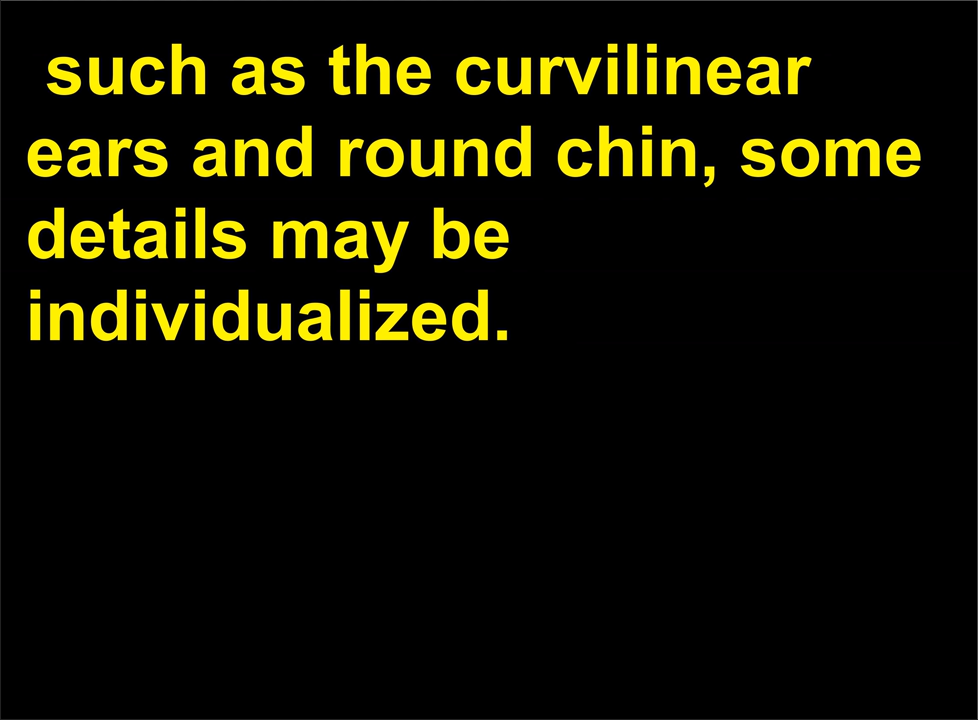 such as the curvilinear
ears and round chin, some
details may be
individualized.